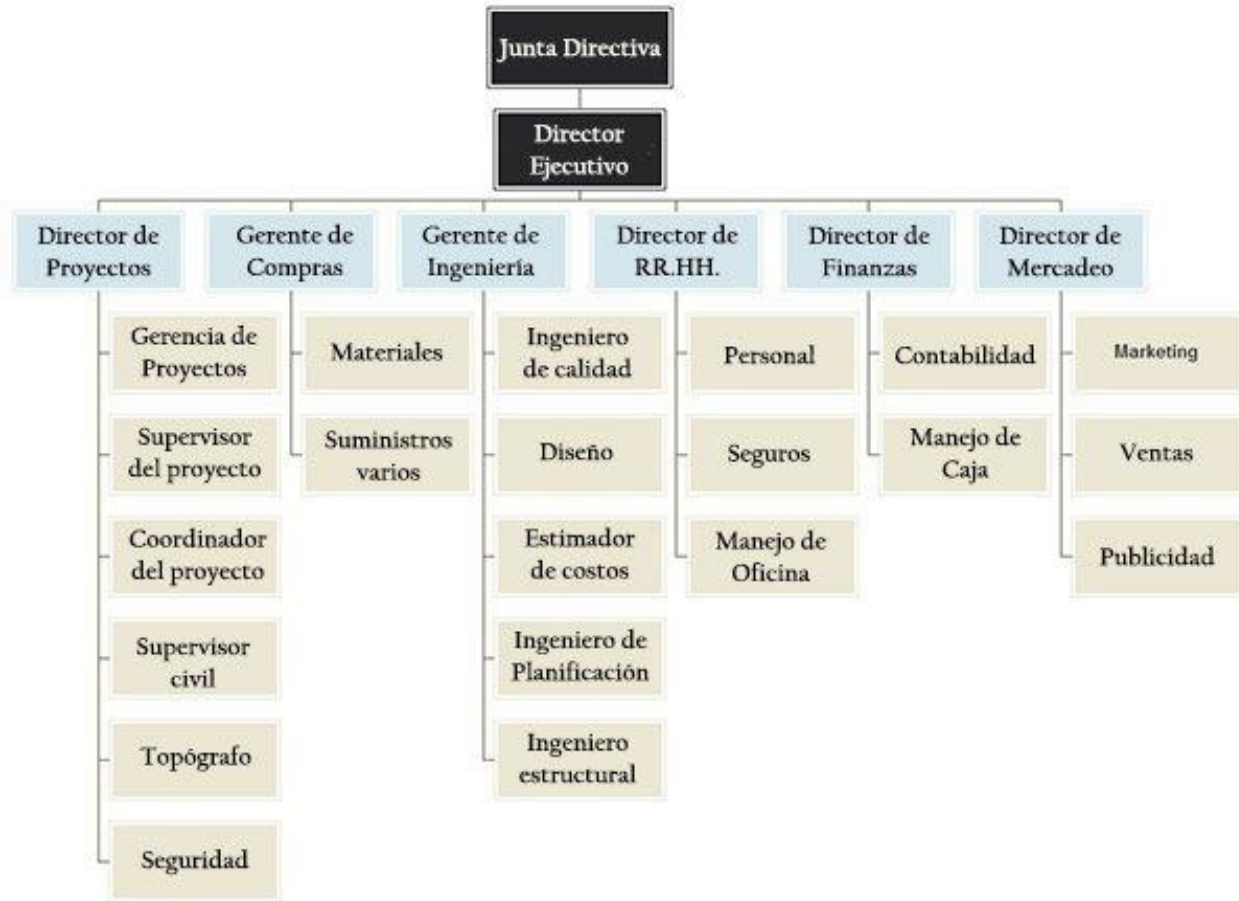 Junta Directiva
Director
Ejecutivo
Director de
Proyectos
Gerente de
Compras
Gerente de
Ingeniería
Director de
RR.HH.
Director de
Finanzas
Director de
Mercadeo
Gerencia de
Proyectos
Supervisor
del proyecto
Coordinador
del proyecto
Supervisor
civil
Topógrafo
Seguridad
Materiales
Suministros
varios
Ingeniero
de calidad
Diseño
Estimador
de costos
Ingeniero de
Planificación
Ingeniero
estructural
Personal
Seguros
Manejo de
Oficina
Contabilidad
Manejo de
Caja
Marketing
Ventas
Publicidad